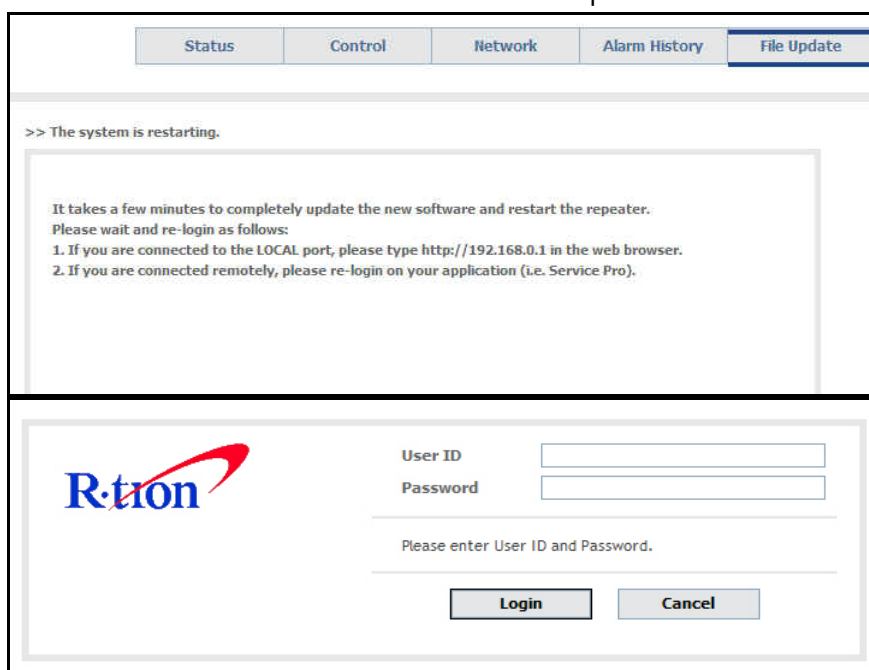 Status Control Network Alarm History File Update
>> The system is restarting.
It takes a few minutes to completely update the new software and restart the repeater.
Please wait and re-login as follows:
1. If you are connected to the LOCAL port, please type http://192.168.0.1 in the web browser.
2. If you are connected remotely, please re-login on your application (i.e. Service Pro).
R·tron
User ID
Password
Please enter User ID and Password.
Login Cancel